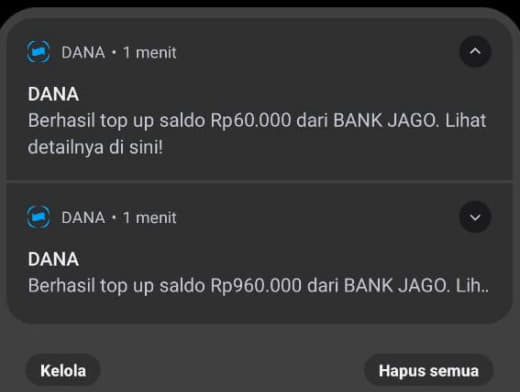 DANA • 1 menit
DANA
Berhasil top up saldo Rp60.000 dari BANK JAGO. Lihat
detailnya di sini!
DANA • 1 menit
DANA
Berhasil top up saldo Rp960.000 dari BANK JAGO. Lih..
Kelola
Hapus semua